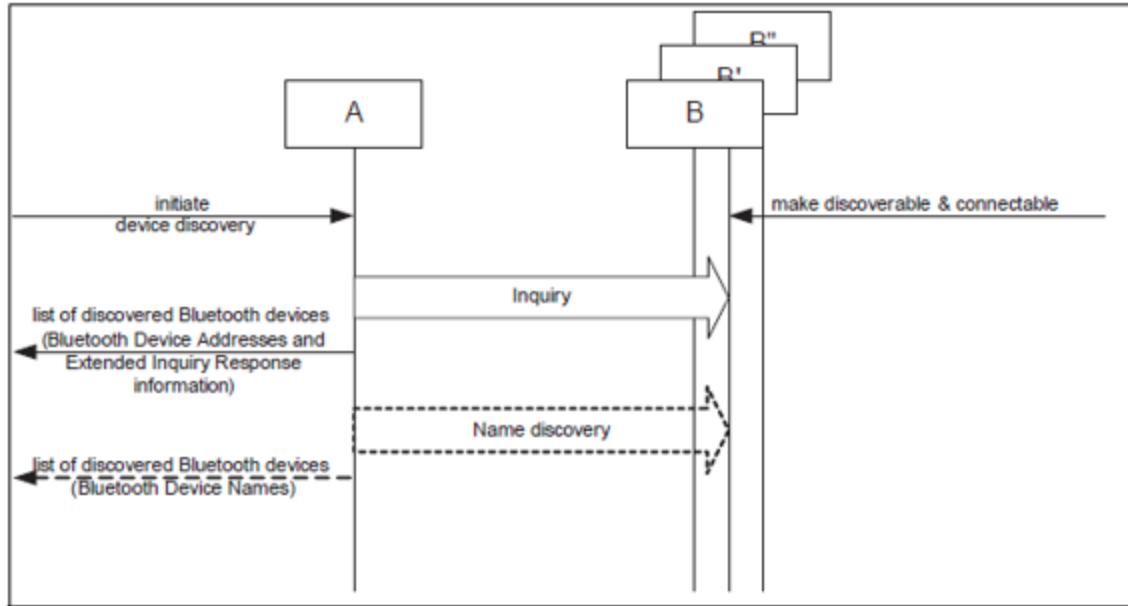 B"
B'
A
B
initiate
device discovery
make discoverable & connectable
Inquiry
list of discovered Bluetooth devices
(Bluetooth Device Addresses and
Extended Inquiry Response
information)
Name discovery
list of discovered Bluetooth devices
(Bluetooth Device Names)